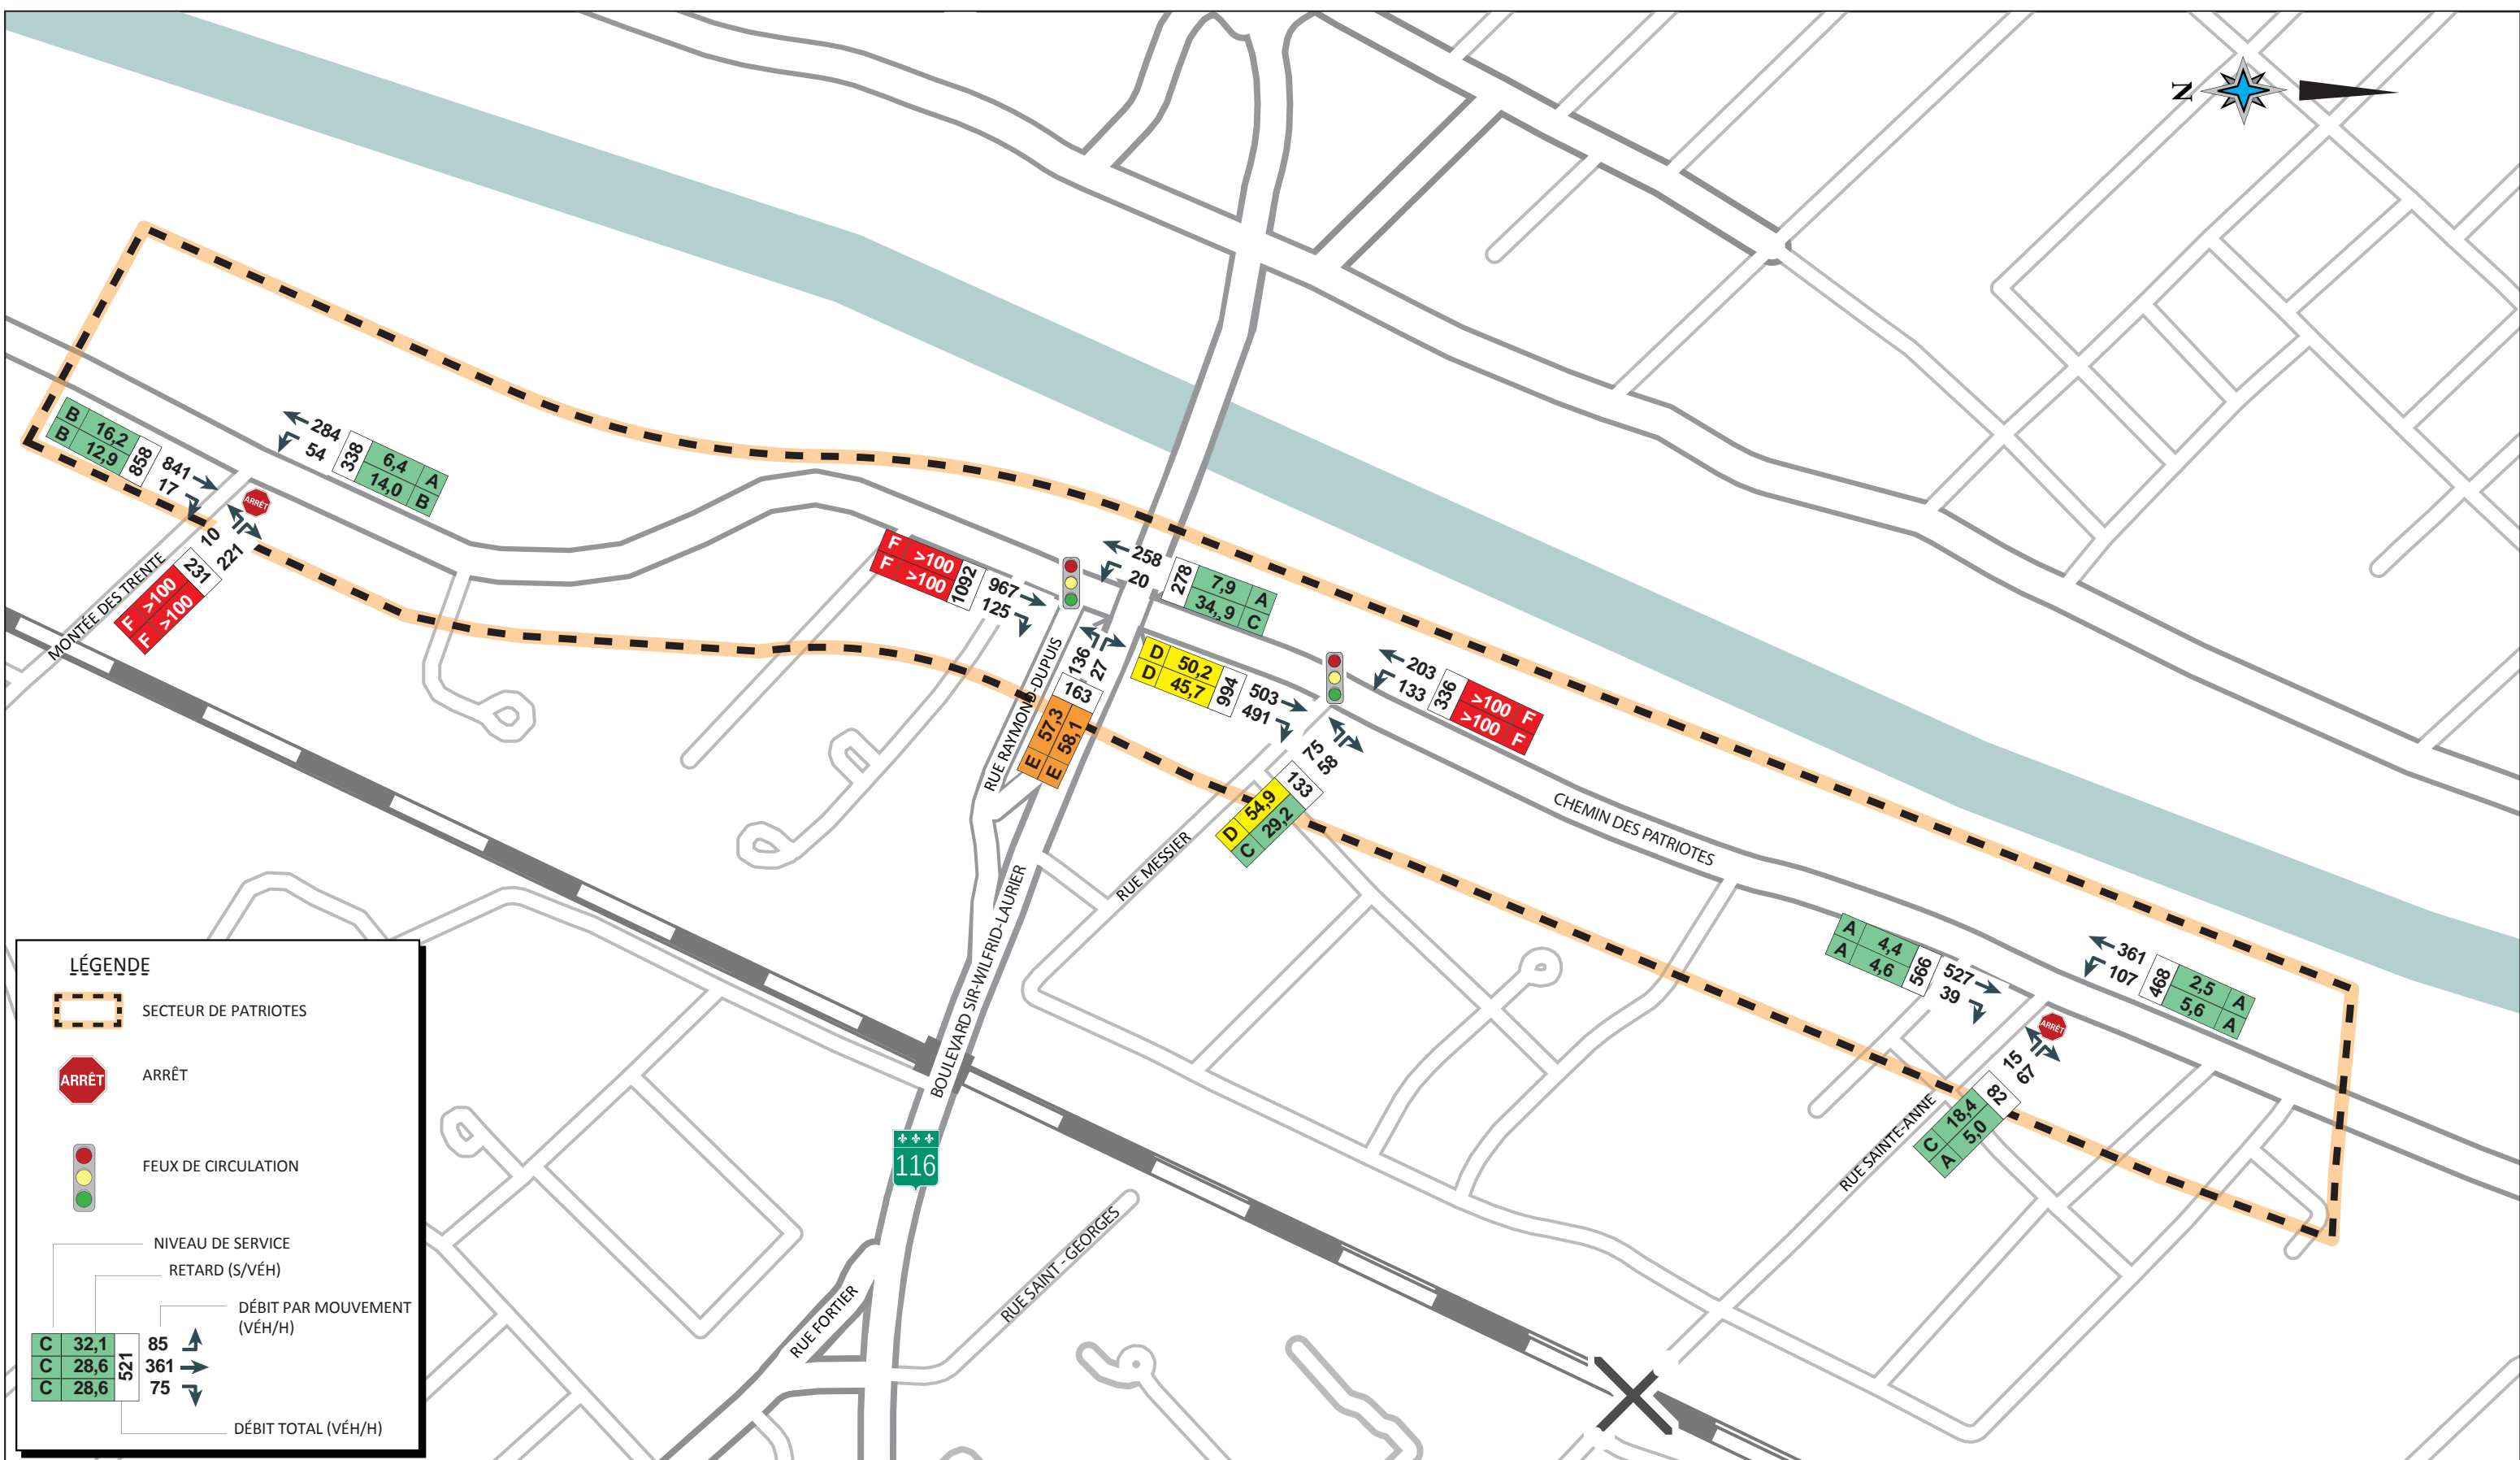 N
B 16,2
B 12,9
858
841
17
284
54
338
6,4 A
14,0 B
ARRÊT
10
221
231
F >100
F >100
MONTÉE DES TRENTE
F >100
F >100
1092
967
125
258
20
278
7,9 A
34,9 C
136
27
163
E 57,3
E 58,1
RUE RAYMOND-DUPUIS
D 50,2
D 45,7
994
503
491
203
133
336
>100 F
>100 F
75
58
133
D 54,9
C 29,2
RUE MESSIER
CHEMIN DES PATRIOTES
BOULEVARD SIR-WILFRID-LAURIER
116
A 4,4
A 4,6
566
527
39
361
107
468
2,5 A
5,6 A
ARRÊT
15
67
82
C 18,4
A 5,0
RUE SAINTE-ANNE
RUE SAINT - GEORGES
RUE FORTIER
LÉGENDE
SECTEUR DE PATRIOTES
ARRÊT
ARRÊT
FEUX DE CIRCULATION
NIVEAU DE SERVICE
RETARD (S/VÉH)
DÉBIT PAR MOUVEMENT
(VÉH/H)
C 32,1
C 28,6
C 28,6
521
85
361
75
DÉBIT TOTAL (VÉH/H)